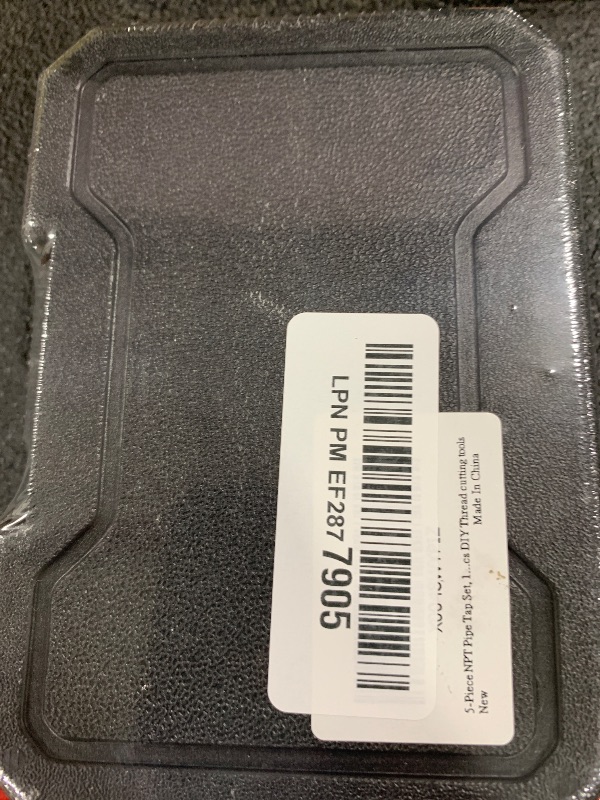 LPN PM EF287 7905
5-Piece NPT Pipe Tap Set, 1...cs DIY Thread cutting tools
New
Made In China